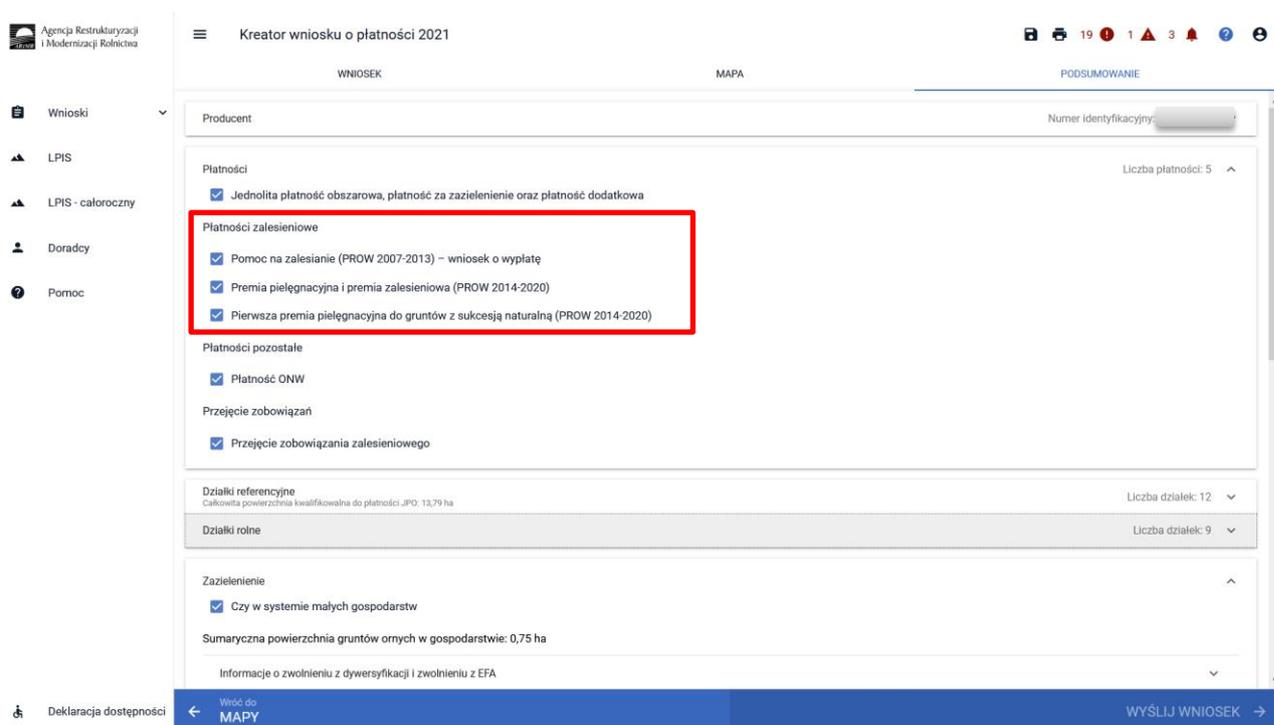 Agencja Restrukturyzacji
i Modernizacji Rolnictwa
ARiMR
Kreator wniosku o płatności 2021
19 1 3
WNIOSEK MAPA PODSUMOWANIE
Wnioski
LPIS
LPIS - całoroczny
Doradcy
Pomoc
Producent Numer identyfikacyjny:
Płatności Liczba płatności: 5
Jednolita płatność obszarowa, płatność za zazielenienie oraz płatność dodatkowa
Płatności zalesieniowe
Pomoc na zalesianie (PROW 2007-2013) – wniosek o wypłatę
Premia pielęgnacyjna i premia zalesieniowa (PROW 2014-2020)
Pierwsza premia pielęgnacyjna do gruntów z sukcesją naturalną (PROW 2014-2020)
Płatności pozostałe
Płatność ONW
Przejęcie zobowiązań
Przejęcie zobowiązania zalesieniowego
Działki referencyjne Liczba działek: 12
Całkowita powierzchnia kwalifikowalna do płatności JPO: 13,79 ha
Działki rolne Liczba działek: 9
Zazielenienie
Czy w systemie małych gospodarstw
Sumaryczna powierzchnia gruntów ornych w gospodarstwie: 0,75 ha
Informacje o zwolnieniu z dywersyfikacji i zwolnieniu z EFA
Deklaracja dostępności
Wróć do
MAPY
WYŚLIJ WNIOSEK